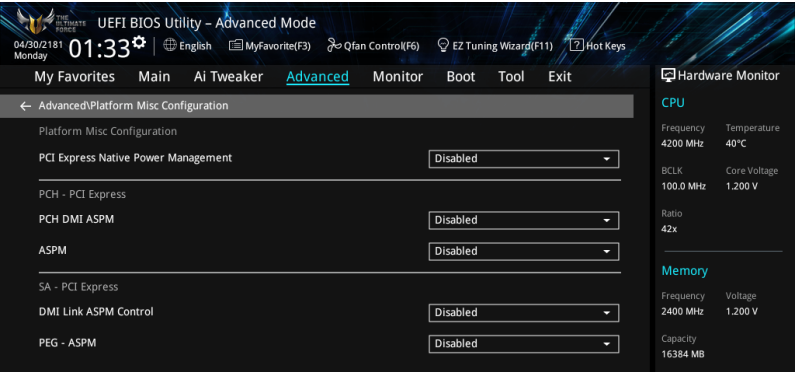 THE ULTIMATE FORCE
UEFI BIOS Utility – Advanced Mode
04/30/2181 Monday
01:33
English
MyFavorite(F3)
Qfan Control(F6)
EZ Tuning Wizard(F11)
? Hot Keys
My Favorites Main Ai Tweaker Advanced Monitor Boot Tool Exit
Hardware Monitor
← Advanced\Platform Misc Configuration
Platform Misc Configuration
PCI Express Native Power Management Disabled
PCH - PCI Express
PCH DMI ASPM Disabled
ASPM Disabled
SA - PCI Express
DMI Link ASPM Control Disabled
PEG - ASPM Disabled
CPU
Frequency Temperature
4200 MHz 40°C
BCLK Core Voltage
100.0 MHz 1.200 V
Ratio
42x
Memory
Frequency Voltage
2400 MHz 1.200 V
Capacity
16384 MB